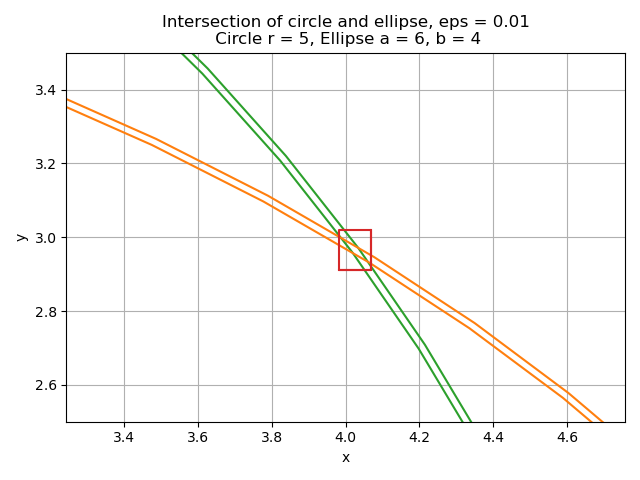 Intersection of circle and ellipse, eps = 0.01
Circle r = 5, Ellipse a = 6, b = 4
y
3.4
3.2
3.0
2.8
2.6
3.4 3.6 3.8 4.0 4.2 4.4 4.6
x